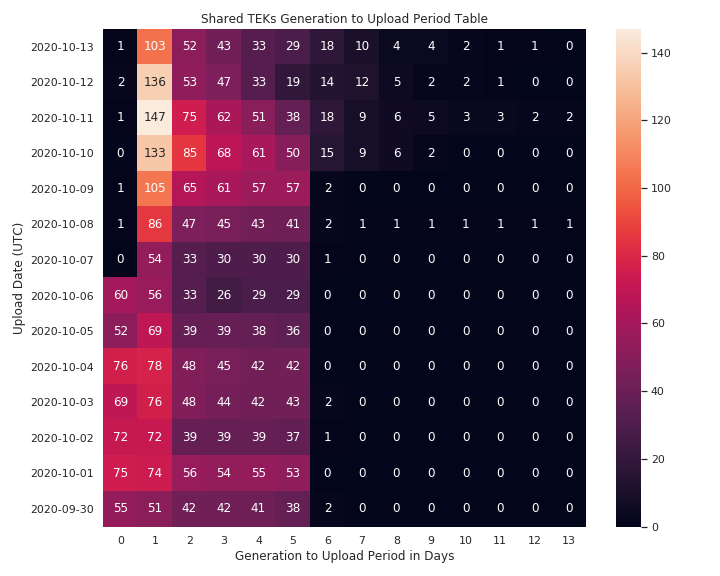 Shared TEKs Generation to Upload Period Table
Upload Date (UTC)
2020-10-13 1 103 52 43 33 29 18 10 4 4 2 1 1 0
2020-10-12 2 136 53 47 33 19 14 12 5 2 2 1 0 0
2020-10-11 1 147 75 62 51 38 18 9 6 5 3 3 2 2
2020-10-10 0 133 85 68 61 50 15 9 6 2 0 0 0 0
2020-10-09 1 105 65 61 57 57 2 0 0 0 0 0 0 0
2020-10-08 1 86 47 45 43 41 2 1 1 1 1 1 1 1
2020-10-07 0 54 33 30 30 30 1 0 0 0 0 0 0 0
2020-10-06 60 56 33 26 29 29 0 0 0 0 0 0 0 0
2020-10-05 52 69 39 39 38 36 0 0 0 0 0 0 0 0
2020-10-04 76 78 48 45 42 42 0 0 0 0 0 0 0 0
2020-10-03 69 76 48 44 42 43 2 0 0 0 0 0 0 0
2020-10-02 72 72 39 39 39 37 1 0 0 0 0 0 0 0
2020-10-01 75 74 56 54 55 53 0 0 0 0 0 0 0 0
2020-09-30 55 51 42 42 41 38 2 0 0 0 0 0 0 0
0 1 2 3 4 5 6 7 8 9 10 11 12 13
Generation to Upload Period in Days
140
120
100
80
60
40
20
0